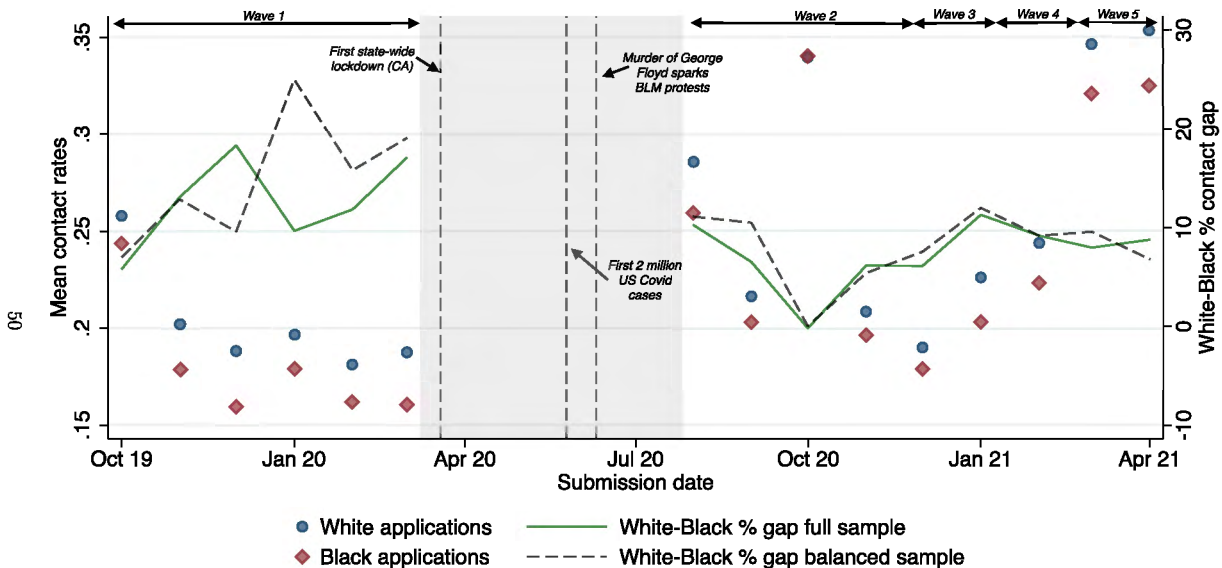 Wave 1
Wave 2
Wave 3
Wave 4
Wave 5
.35
.3
.25
.2
.15
Mean contact rates
30
20
10
0
-10
White-Black % contact gap
First state-wide
lockdown (CA)
Murder of George
Floyd sparks
BLM protests
First 2 million
US Covid
cases
50
Oct 19
Jan 20
Apr 20
Jul 20
Oct 20
Jan 21
Apr 21
Submission date
White applications
White-Black % gap full sample
Black applications
White-Black % gap balanced sample